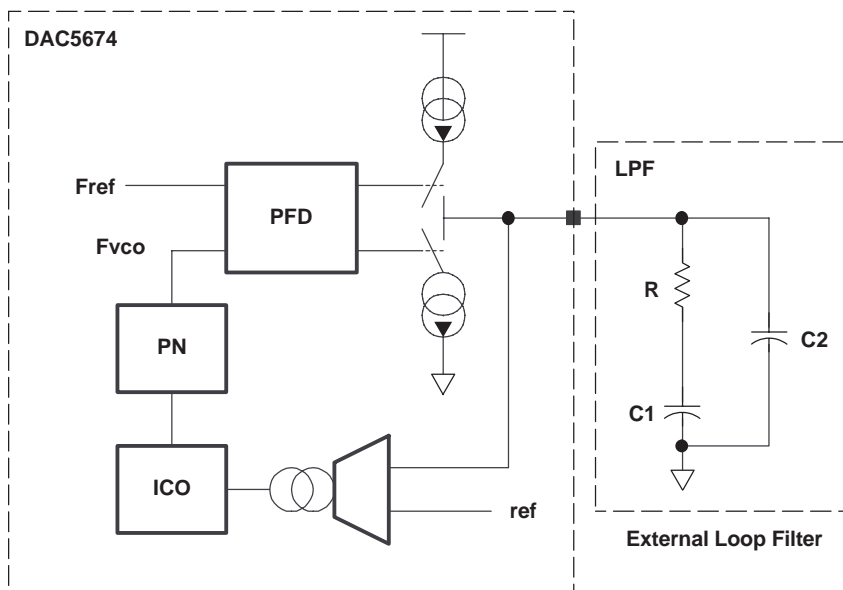 DAC5674
LPF
Fref
PFD
Fvco
R
PN
C2
C1
ICO
ref
External Loop Filter